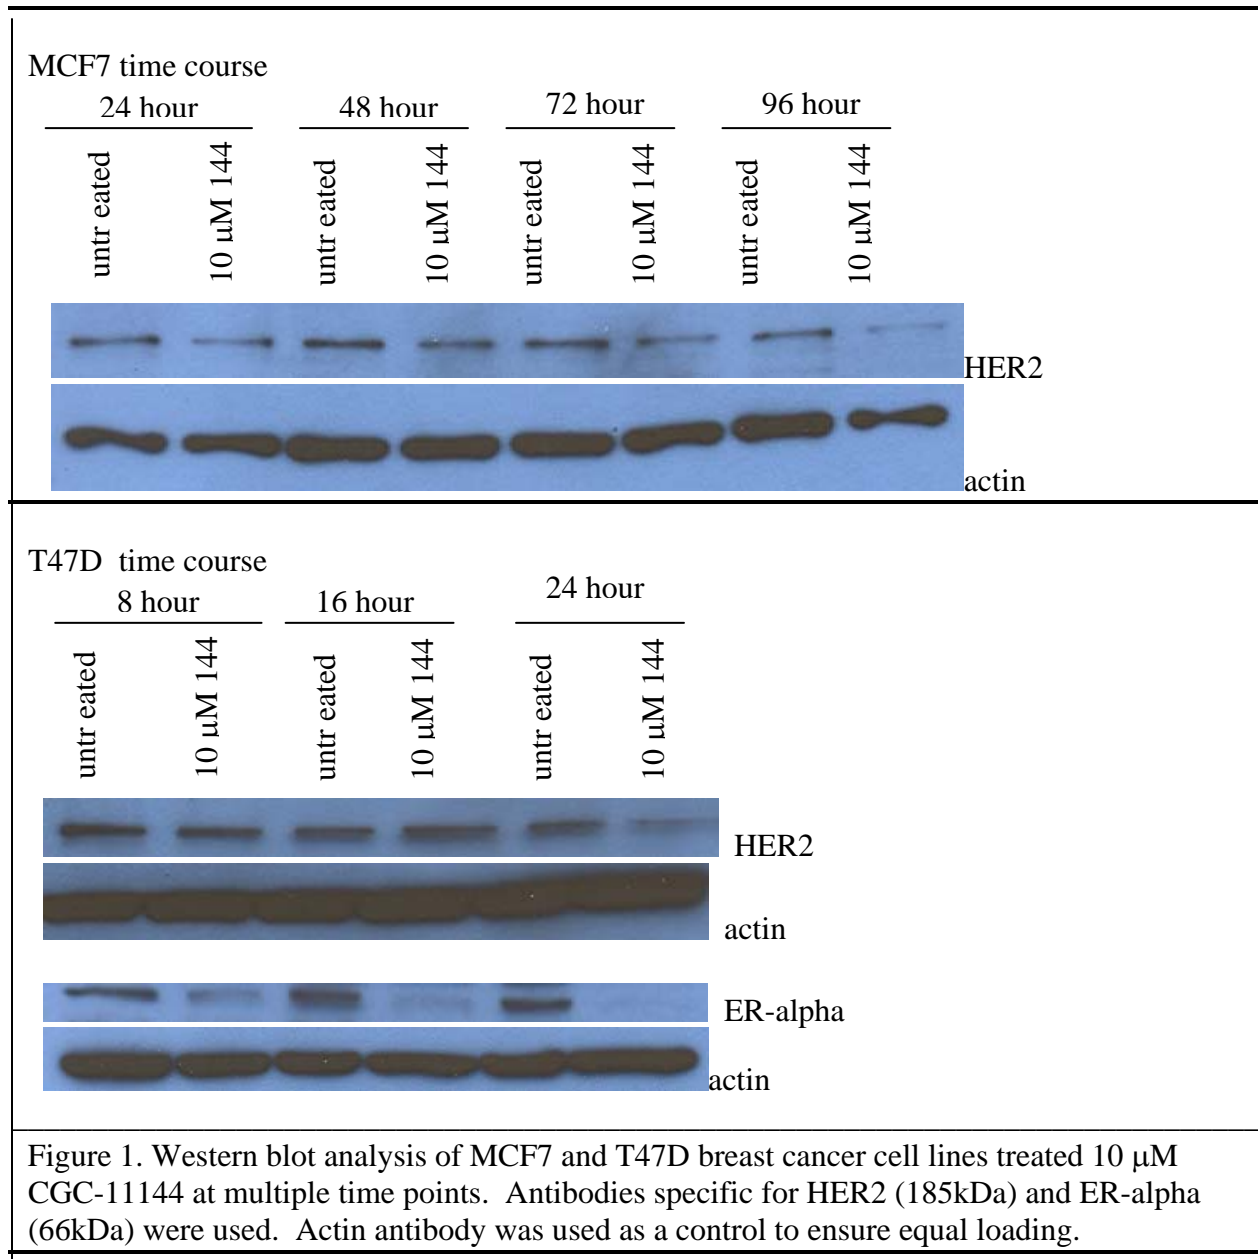 MCF7 time course
24 hour 48 hour 72 hour 96 hour
untr eated 10 μM 144 untr eated 10 μM 144 untr eated 10 μM 144 untr eated 10 μM 144
HER2
actin
T47D time course
8 hour 16 hour 24 hour
untr eated 10 μM 144 untr eated 10 μM 144 untr eated 10 μM 144
HER2
actin
ER-alpha
actin
Figure 1. Western blot analysis of MCF7 and T47D breast cancer cell lines treated 10 μM
CGC-11144 at multiple time points. Antibodies specific for HER2 (185kDa) and ER-alpha
(66kDa) were used. Actin antibody was used as a control to ensure equal loading.